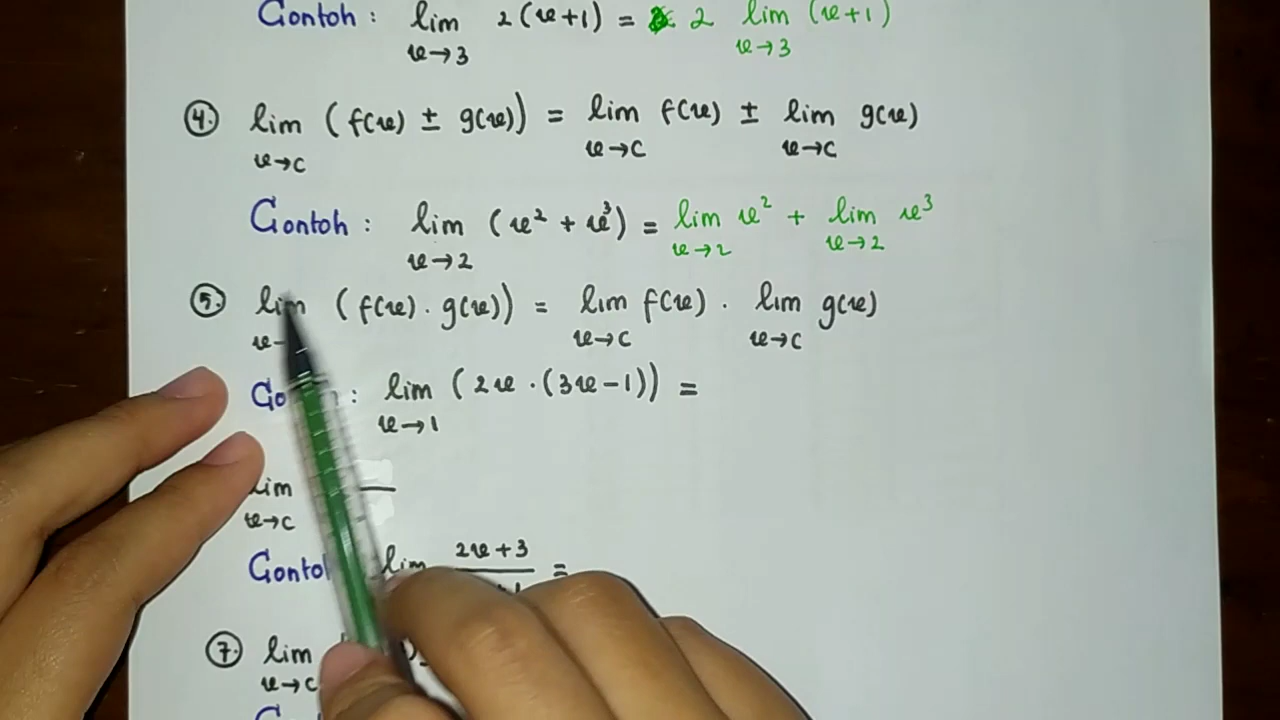 Contoh : lim 2(x+1) = 2 lim (x+1)
x→3 x→3
④ lim (f(x) ± g(x)) = lim f(x) ± lim g(x)
x→c x→c x→c
Contoh : lim (x² + x³) = lim x² + lim x³
x→2 x→2 x→2
⑤ lim (f(x) . g(x)) = lim f(x) . lim g(x)
x→c x→c
: lim (2x .(3x-1)) =
x→1
lim
x→c
2x+3
lim =
⑦ lim
x→c